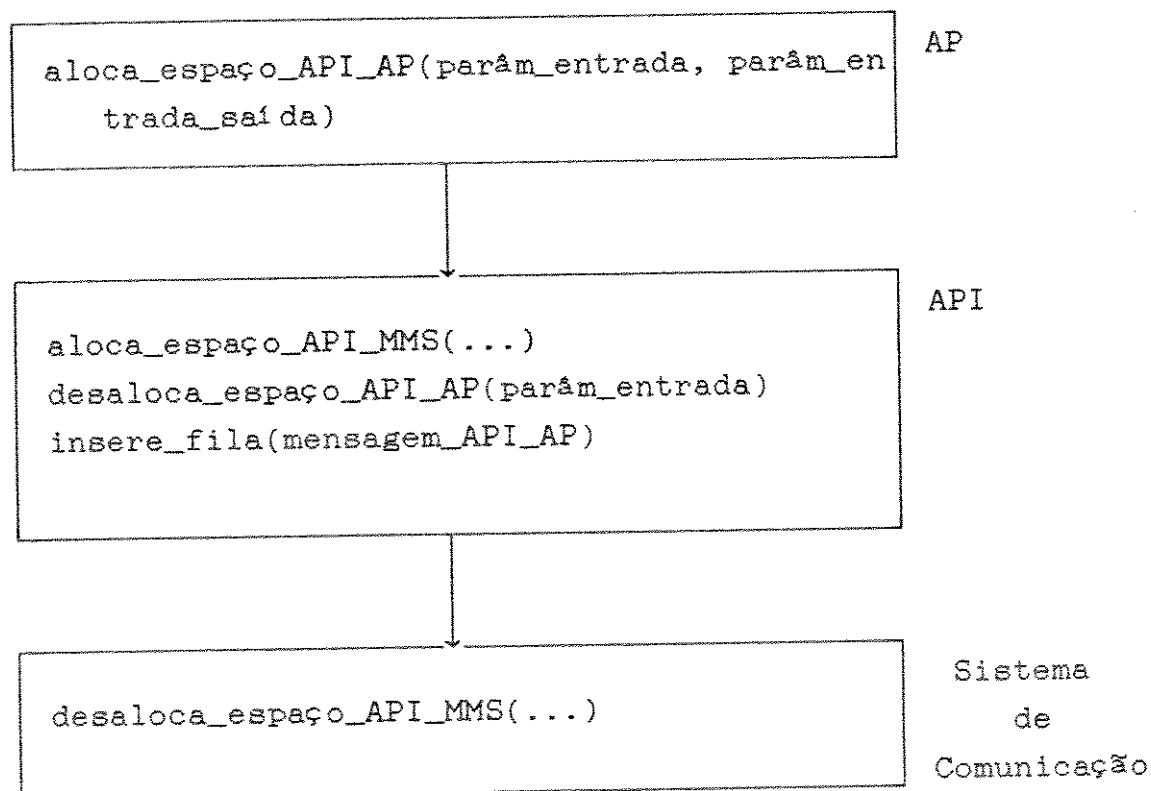 aloca_espaço_API_AP(parâm_entrada, parâm_en
trada_saída)
AP
aloca_espaço_API_MMS(...)
desaloca_espaço_API_AP(parâm_entrada)
insere_fila(mensagem_API_AP)
API
desaloca_espaço_API_MMS(...)
Sistema
de
Comunicação